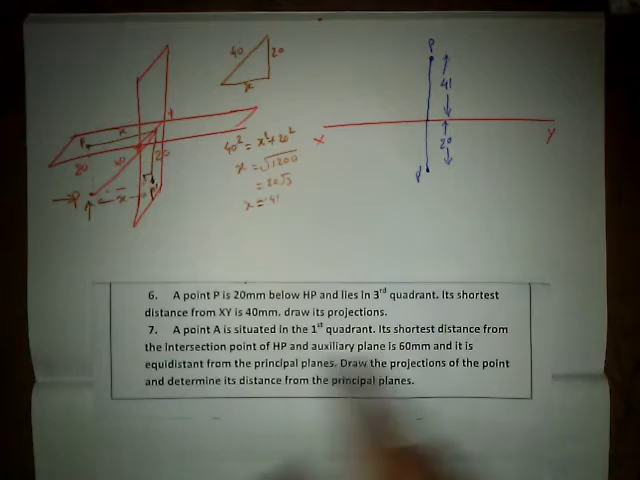 40
20
x
40² = x² + 20²
x = √1200
= 20√3
x = 41
P
41
20
P'
X
Y
x
P
20
40
20
P'
→P
x
6. A point P is 20mm below HP and lies in 3rd quadrant. Its shortest
distance from XY is 40mm. draw its projections.
7. A point A is situated in the 1st quadrant. Its shortest distance from
the intersection point of HP and auxiliary plane is 60mm and it is
equidistant from the principal planes. Draw the projections of the point
and determine its distance from the principal planes.